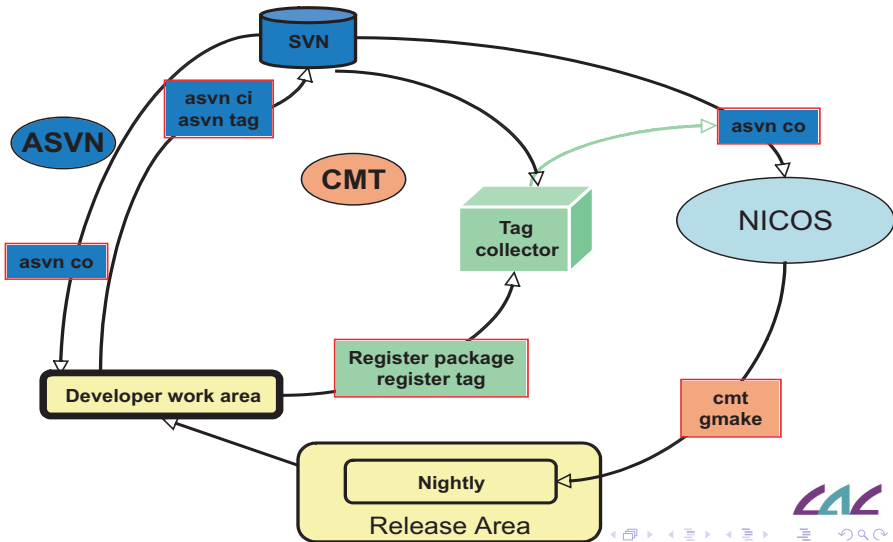 SVN
asvn ci
asvn tag
ASVN
asvn co
CMT
asvn co
NICOS
Tag
collector
Register package
register tag
Developer work area
cmt
gmake
Nightly
Release Area
CAC